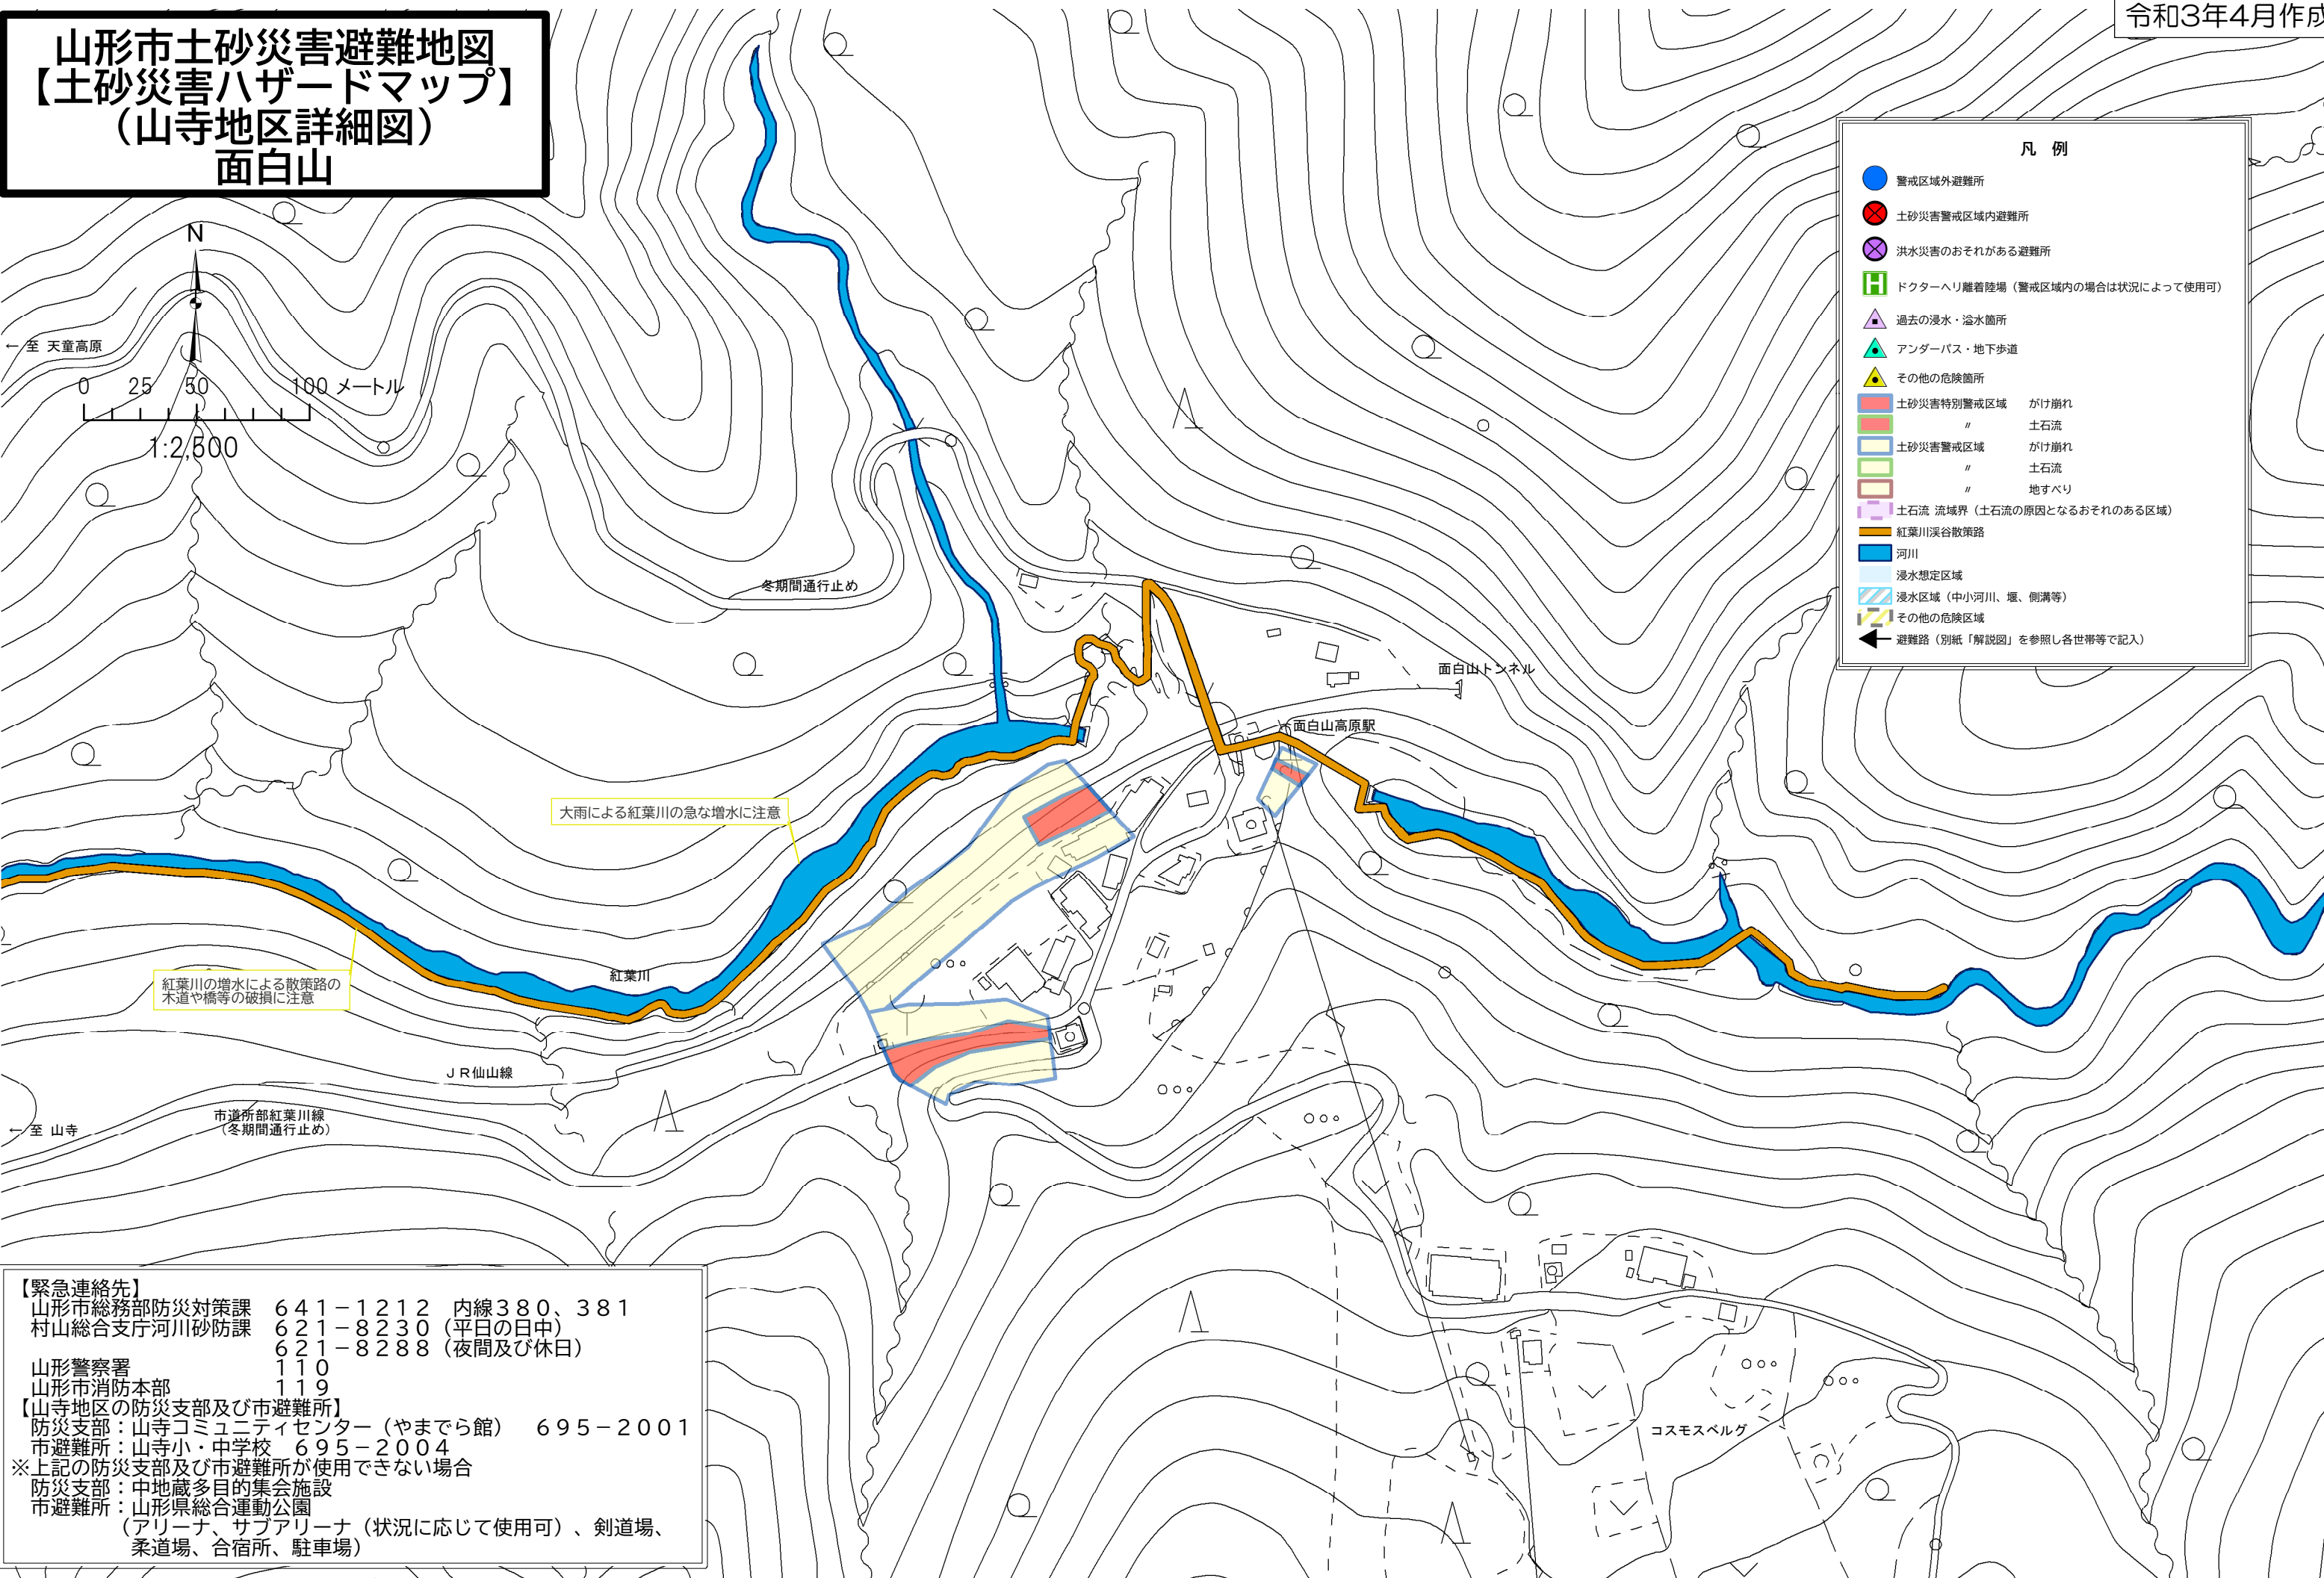 令和3年4月作成
山形市土砂災害避難地図
【土砂災害ハザードマップ】
（山寺地区詳細図）
面白山
N
← 至 天童高原
0 25 50 100 メートル
1:2,500
凡 例
警戒区域外避難所
土砂災害警戒区域内避難所
洪水災害のおそれがある避難所
H ドクターヘリ離着陸場（警戒区域内の場合は状況によって使用可）
過去の浸水・溢水箇所
アンダーパス・地下歩道
その他の危険箇所
土砂災害特別警戒区域 がけ崩れ
〃 土石流
土砂災害警戒区域 がけ崩れ
〃 土石流
〃 地すべり
土石流 流域界（土石流の原因となるおそれのある区域）
紅葉川渓谷散策路
河川
浸水想定区域
浸水区域（中小河川、堰、側溝等）
その他の危険区域
避難路（別紙「解説図」を参照し各世帯等で記入）
冬期間通行止め
面白山トンネル
面白山高原駅
大雨による紅葉川の急な増水に注意
紅葉川
紅葉川の増水による散策路の
木道や橋等の破損に注意
ＪＲ仙山線
市道所部紅葉川線
（冬期間通行止め）
← 至 山寺
コスモスベルグ
【緊急連絡先】
山形市総務部防災対策課 ６４１－１２１２ 内線３８０、３８１
村山総合支庁河川砂防課 ６２１－８２３０（平日の日中）
６２１－８２８８（夜間及び休日）
山形警察署 １１０
山形市消防本部 １１９
【山寺地区の防災支部及び市避難所】
防災支部：山寺コミュニティセンター（やまでら館） ６９５－２００１
市避難所：山寺小・中学校 ６９５－２００４
※上記の防災支部及び市避難所が使用できない場合
防災支部：中地蔵多目的集会施設
市避難所：山形県総合運動公園
（アリーナ、サブアリーナ（状況に応じて使用可）、剣道場、
柔道場、合宿所、駐車場）